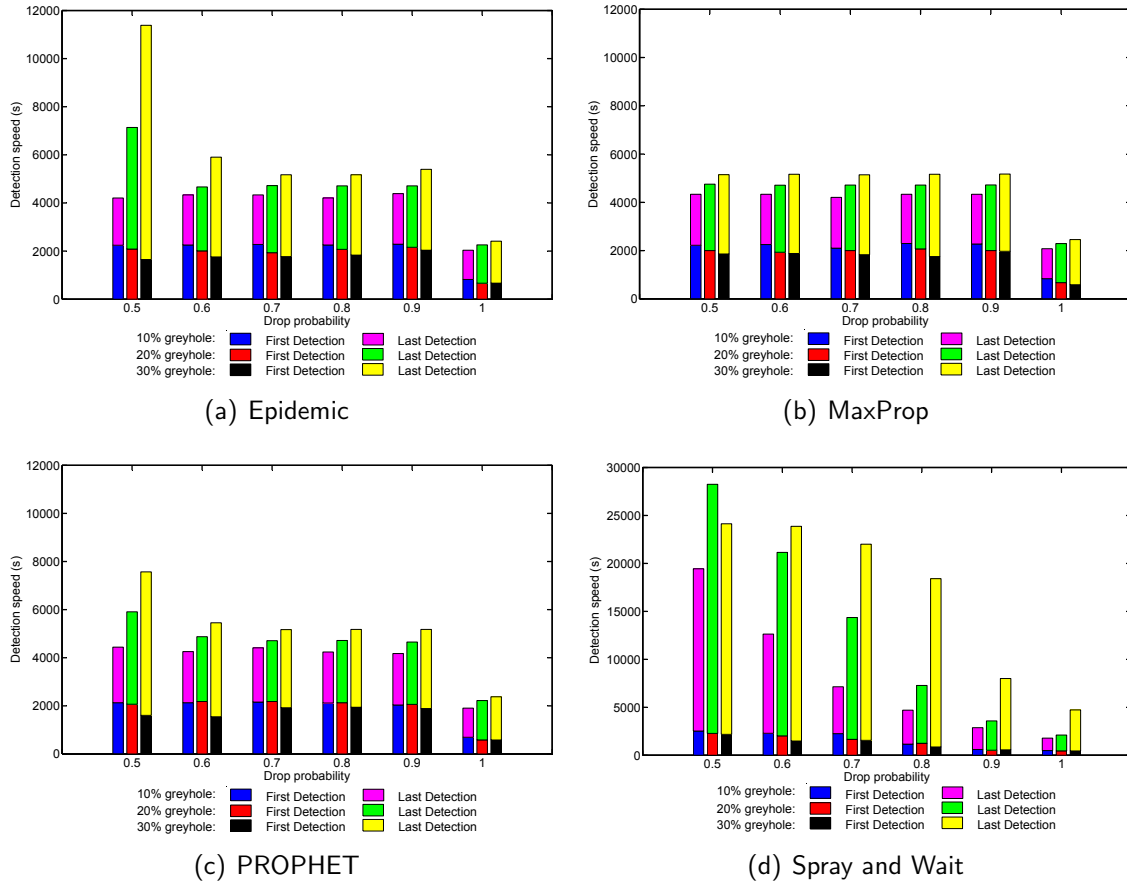 12000
10000
8000
6000
4000
2000
0
Detection speed (s)
0.5 0.6 0.7 0.8 0.9 1
Drop probability
10% greyhole: First Detection Last Detection
20% greyhole: First Detection Last Detection
30% greyhole: First Detection Last Detection
(a) Epidemic
12000
10000
8000
6000
4000
2000
0
Detection speed (s)
0.5 0.6 0.7 0.8 0.9 1
Drop probability
10% greyhole: First Detection Last Detection
20% greyhole: First Detection Last Detection
30% greyhole: First Detection Last Detection
(b) MaxProp
12000
10000
8000
6000
4000
2000
0
Detection speed (s)
0.5 0.6 0.7 0.8 0.9 1
Drop probability
10% greyhole: First Detection Last Detection
20% greyhole: First Detection Last Detection
30% greyhole: First Detection Last Detection
(c) PROPHET
30000
25000
20000
15000
10000
5000
0
Detection speed (s)
0.5 0.6 0.7 0.8 0.9 1
Drop probability
10% greyhole: First Detection Last Detection
20% greyhole: First Detection Last Detection
30% greyhole: First Detection Last Detection
(d) Spray and Wait